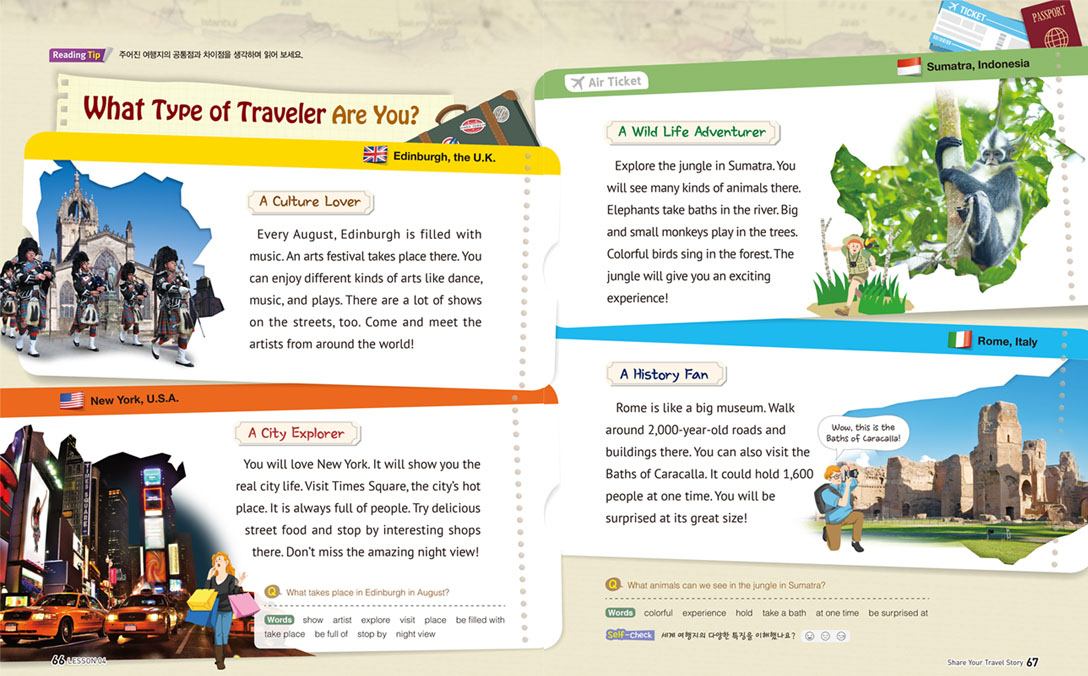 Reading Tip 주어진 여행지의 공통점과 차이점을 생각하며 읽어 보세요.
What Type of Traveler Are You?
Edinburgh, the U.K.
A Culture Lover
Every August, Edinburgh is filled with
music. An arts festival takes place there. You
can enjoy different kinds of arts like dance,
music, and plays. There are a lot of shows
on the streets, too. Come and meet the
artists from around the world!
New York, U.S.A.
A City Explorer
You will love New York. It will show you the
real city life. Visit Times Square, the city's hot
place. It is always full of people. Try delicious
street food and stop by interesting shops
there. Don't miss the amazing night view!
Q What takes place in Edinburgh in August?
Words show artist explore visit place be filled with
take place be full of stop by night view
66 LESSON 04
TICKET
PASSPORT
Air Ticket
Sumatra, Indonesia
A Wild Life Adventurer
Explore the jungle in Sumatra. You
will see many kinds of animals there.
Elephants take baths in the river. Big
and small monkeys play in the trees.
Colorful birds sing in the forest. The
jungle will give you an exciting
experience!
Rome, Italy
A History Fan
Rome is like a big museum. Walk
around 2,000-year-old roads and
buildings there. You can also visit the
Baths of Caracalla. It could hold 1,600
people at one time. You will be
surprised at its great size!
Wow, this is the
Baths of Caracalla!
Q What animals can we see in the jungle in Sumatra?
Words colorful experience hold take a bath at one time be surprised at
Self-Check 세계 여행지의 다양한 특징을 이해했나요?
Share Your Travel Story 67